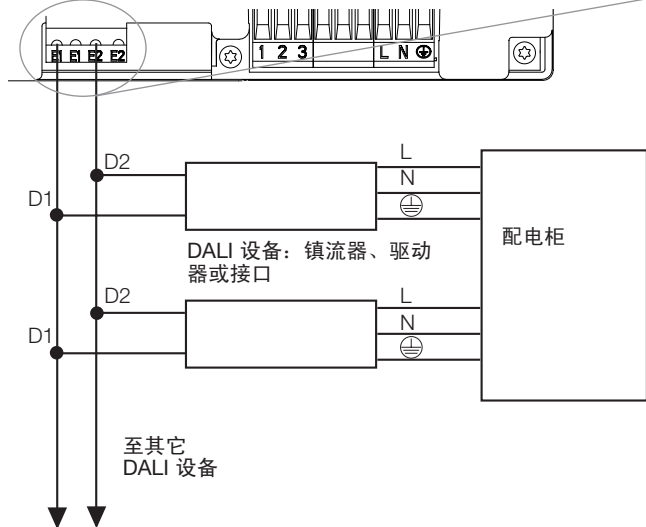 E1 E1 E2 E2
1 2 3
L N
D2
L
N
D1
DALI 设备：镇流器、驱动
器或接口
配电柜
D2
L
N
D1
至其它
DALI 设备